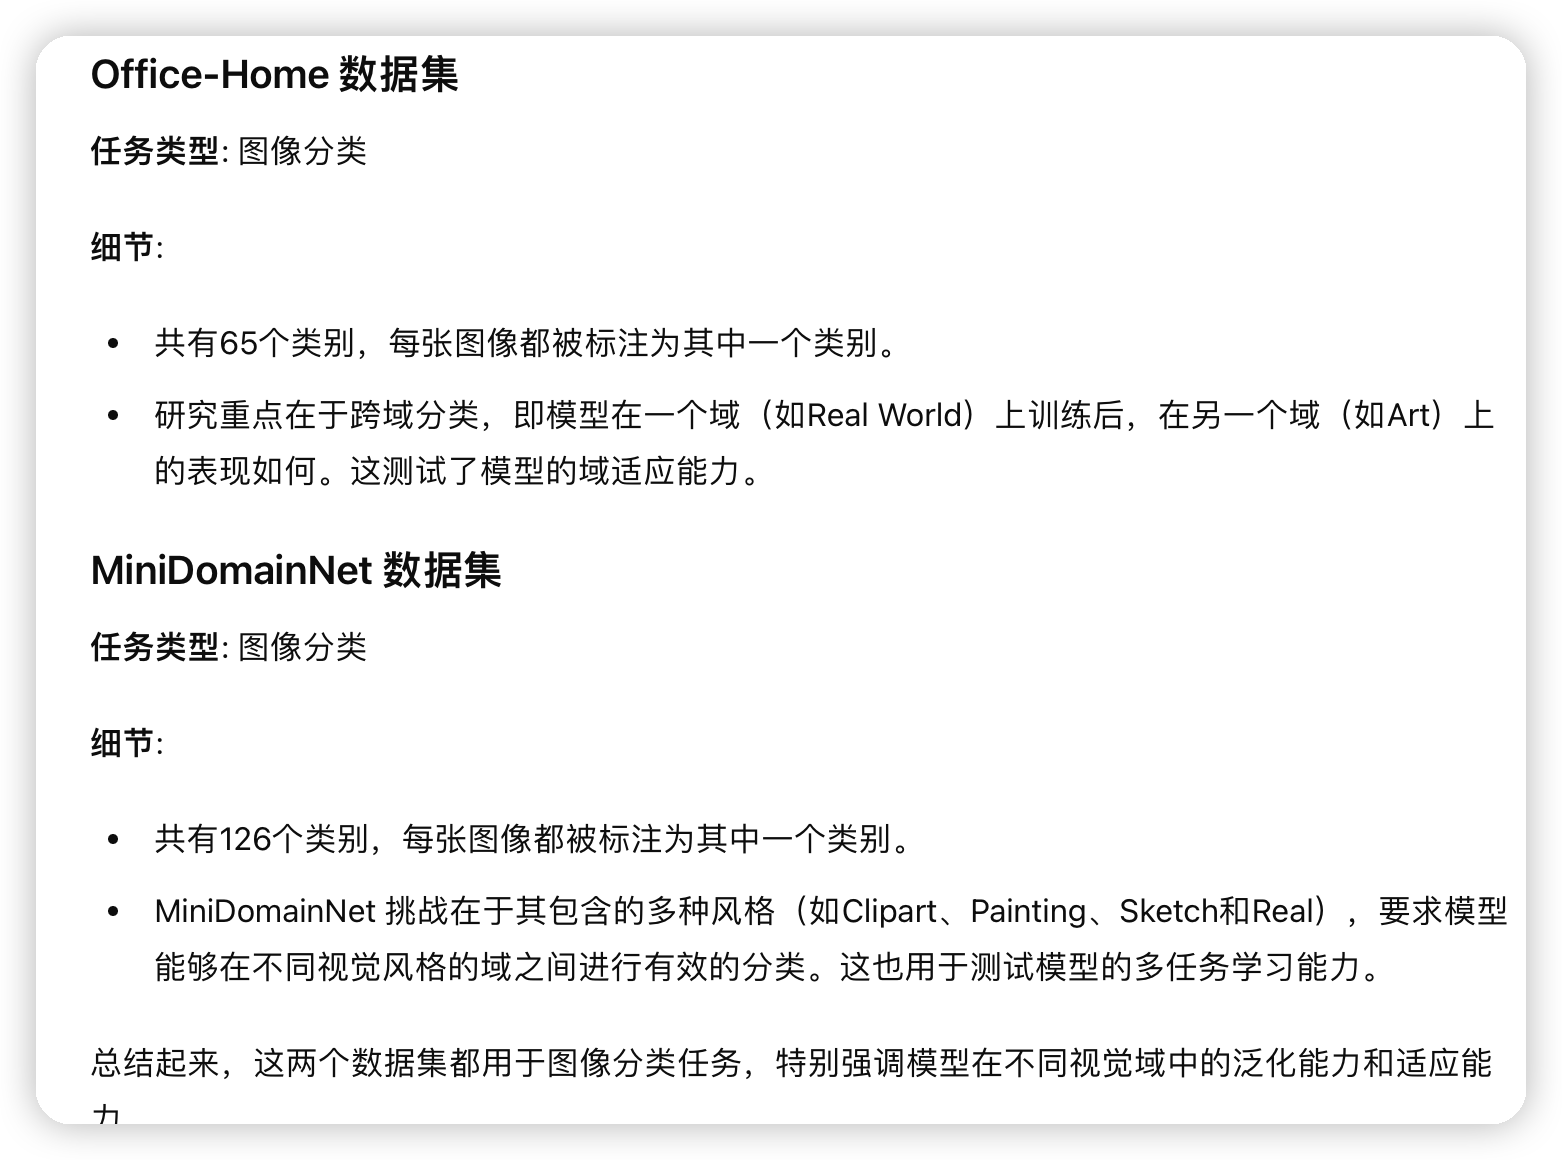 Office-Home 数据集
任务类型: 图像分类
细节:
• 共有65个类别，每张图像都被标注为其中一个类别。
• 研究重点在于跨域分类，即模型在一个域（如Real World）上训练后，在另一个域（如Art）上
的表现如何。这测试了模型的域适应能力。
MiniDomainNet 数据集
任务类型: 图像分类
细节:
• 共有126个类别，每张图像都被标注为其中一个类别。
• MiniDomainNet 挑战在于其包含的多种风格（如Clipart、Painting、Sketch和Real），要求模型
能够在不同视觉风格的域之间进行有效的分类。这也用于测试模型的多任务学习能力。
总结起来，这两个数据集都用于图像分类任务，特别强调模型在不同视觉域中的泛化能力和适应能
力